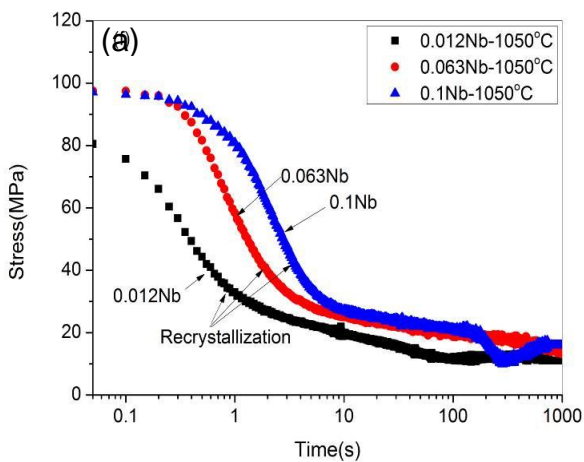 (a)
0.012Nb-1050°C
0.063Nb-1050°C
0.1Nb-1050°C
120
100
80
60
40
20
0
Stress(MPa)
0.063Nb
0.1Nb
0.012Nb
Recrystallization
0.1
1
10
100
1000
Time(s)